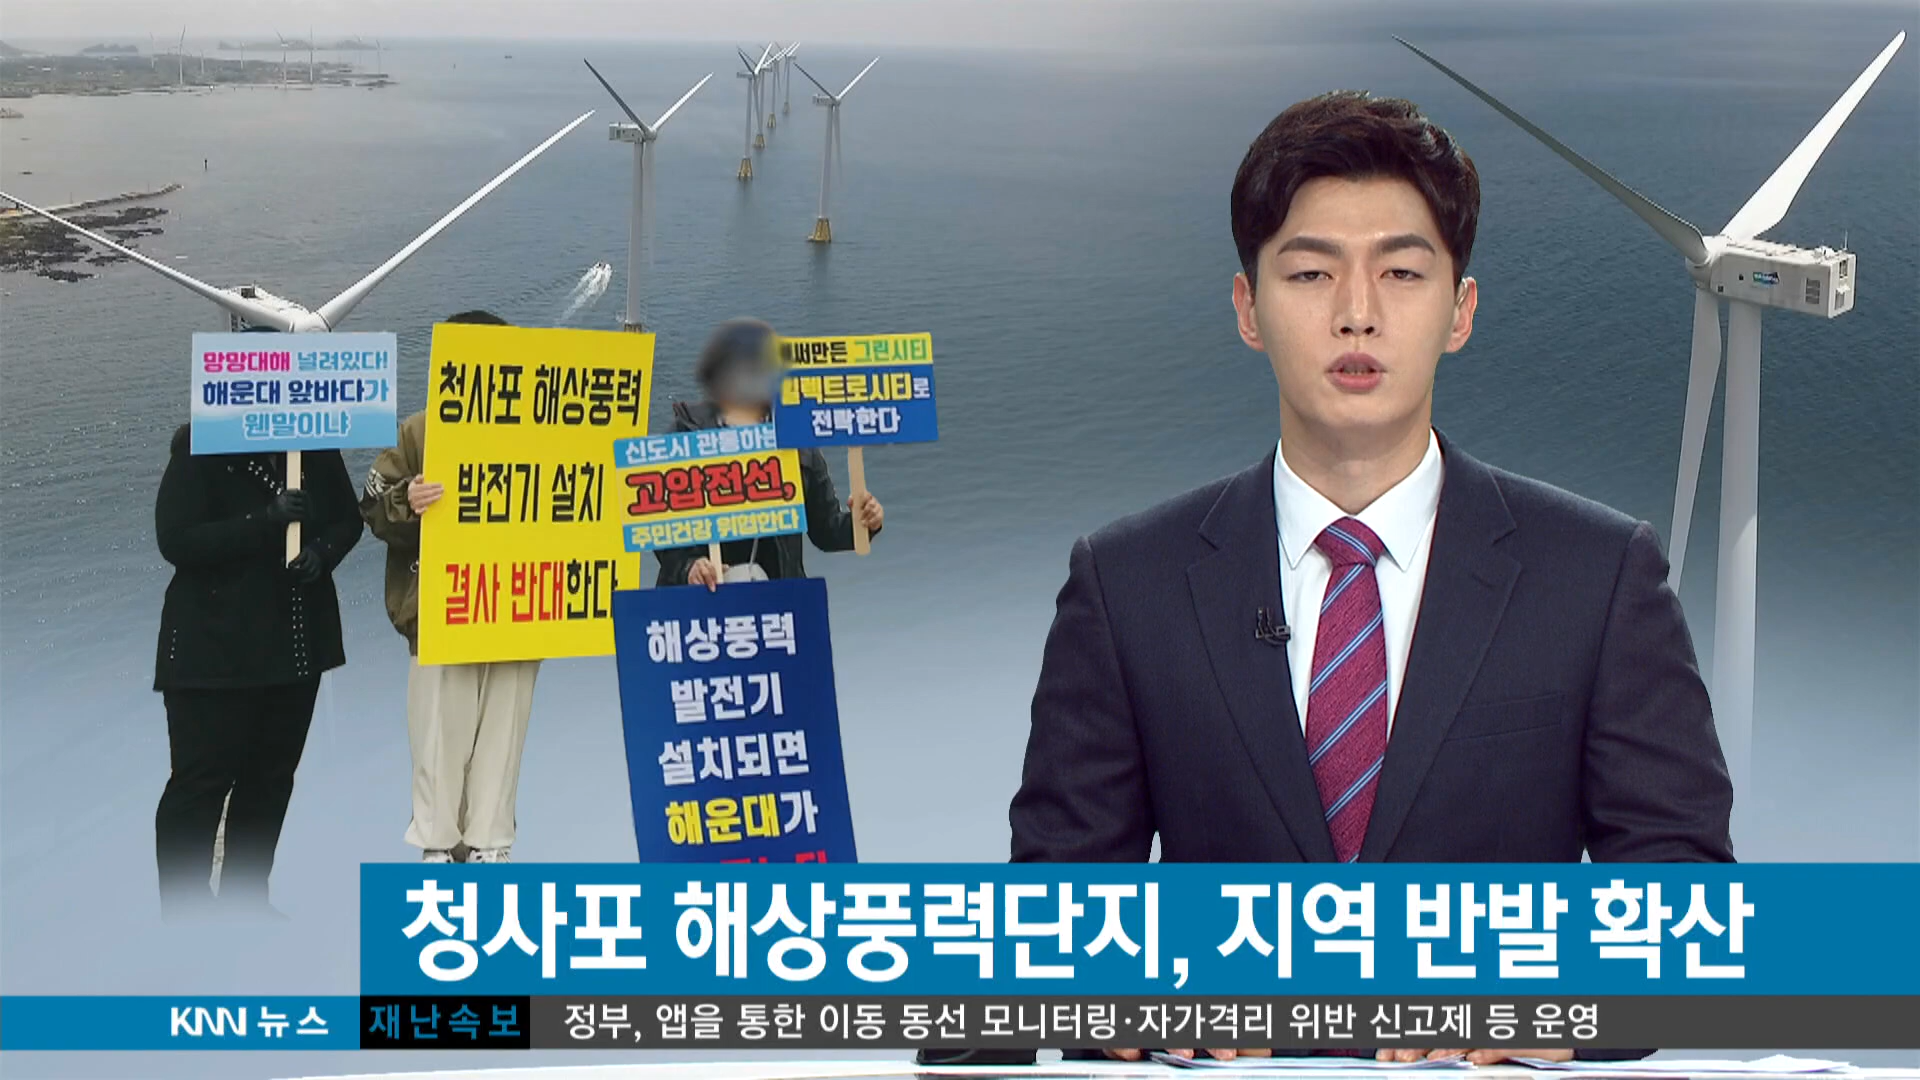 망망대해 널려있다!
해운대 앞바다가
웬말이냐
청사포 해상풍력
발전기 설치
결사 반대한다
신도시 관통하는
고압전선,
주민건강 위협한다
그린시티
일렉트로시티로
전락한다
해상풍력
발전기
설치되면
해운대가
청사포 해상풍력단지, 지역 반발 확산
KNN 뉴스
재난속보
정부, 앱을 통한 이동 동선 모니터링·자가격리 위반 신고제 등 운영